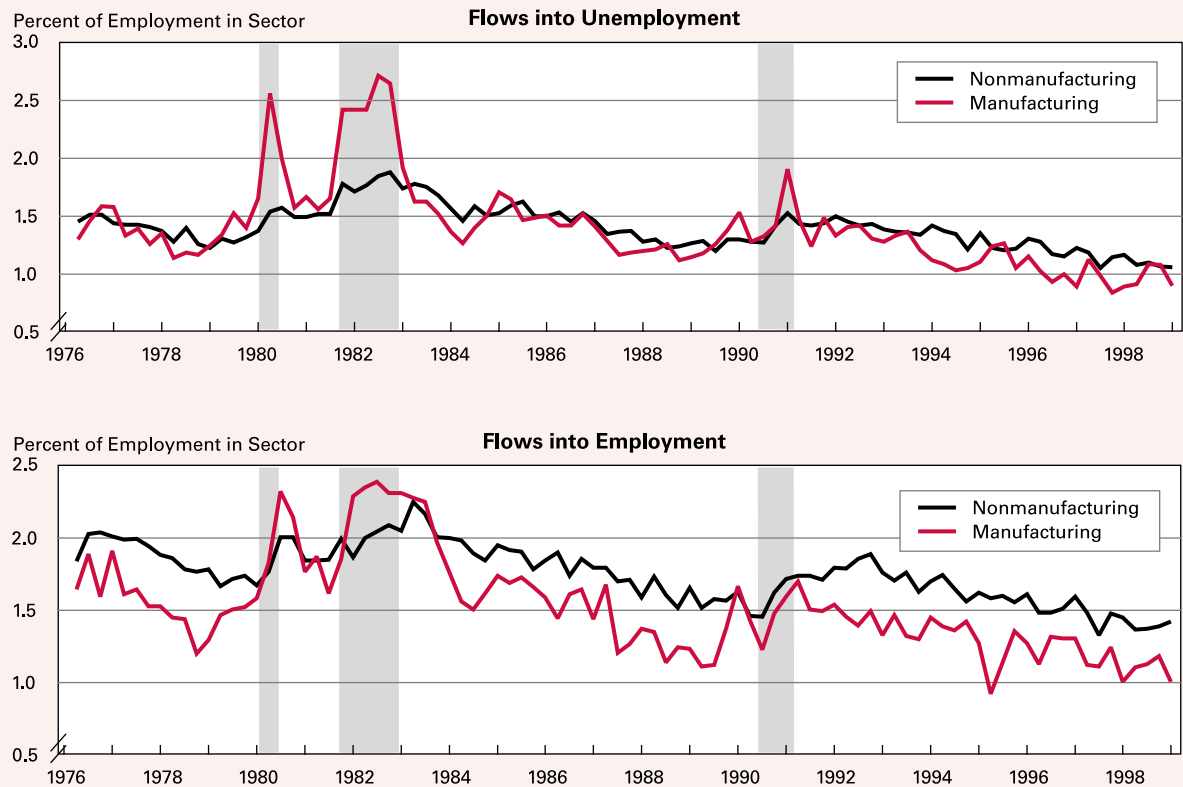 Flows into Unemployment
Percent of Employment in Sector
3.0
Nonmanufacturing
Manufacturing
2.5
2.0
1.5
1.0
0.5
1976 1978 1980 1982 1984 1986 1988 1990 1992 1994 1996 1998
Flows into Employment
Percent of Employment in Sector
2.5
Nonmanufacturing
Manufacturing
2.0
1.5
1.0
0.5
1976 1978 1980 1982 1984 1986 1988 1990 1992 1994 1996 1998